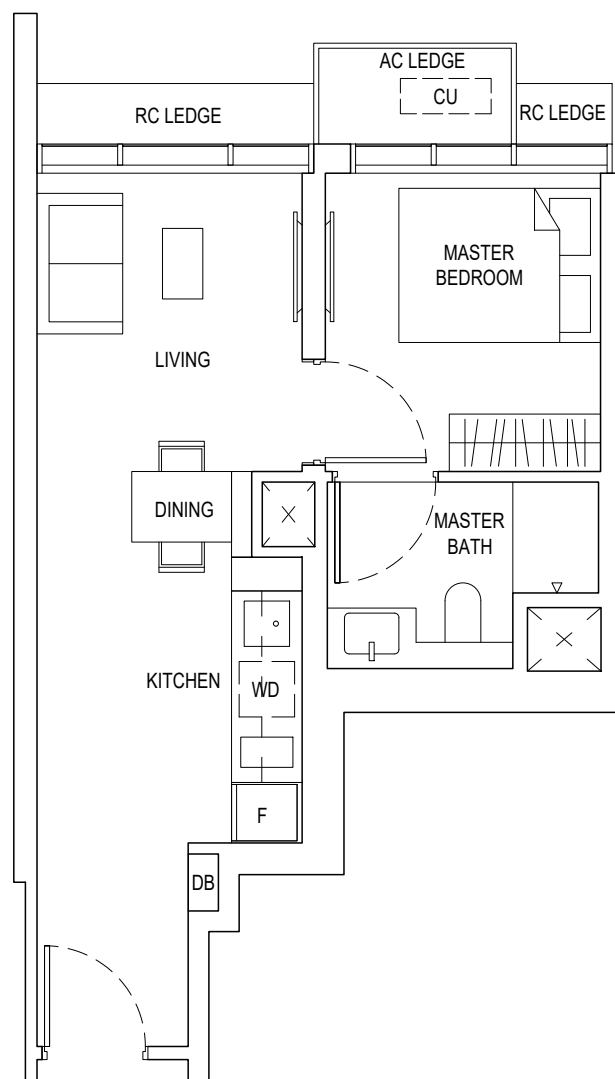 AC LEDGE
CU
RC LEDGE
RC LEDGE
MASTER
BEDROOM
LIVING
DINING
MASTER
BATH
KITCHEN
WD
F
DB